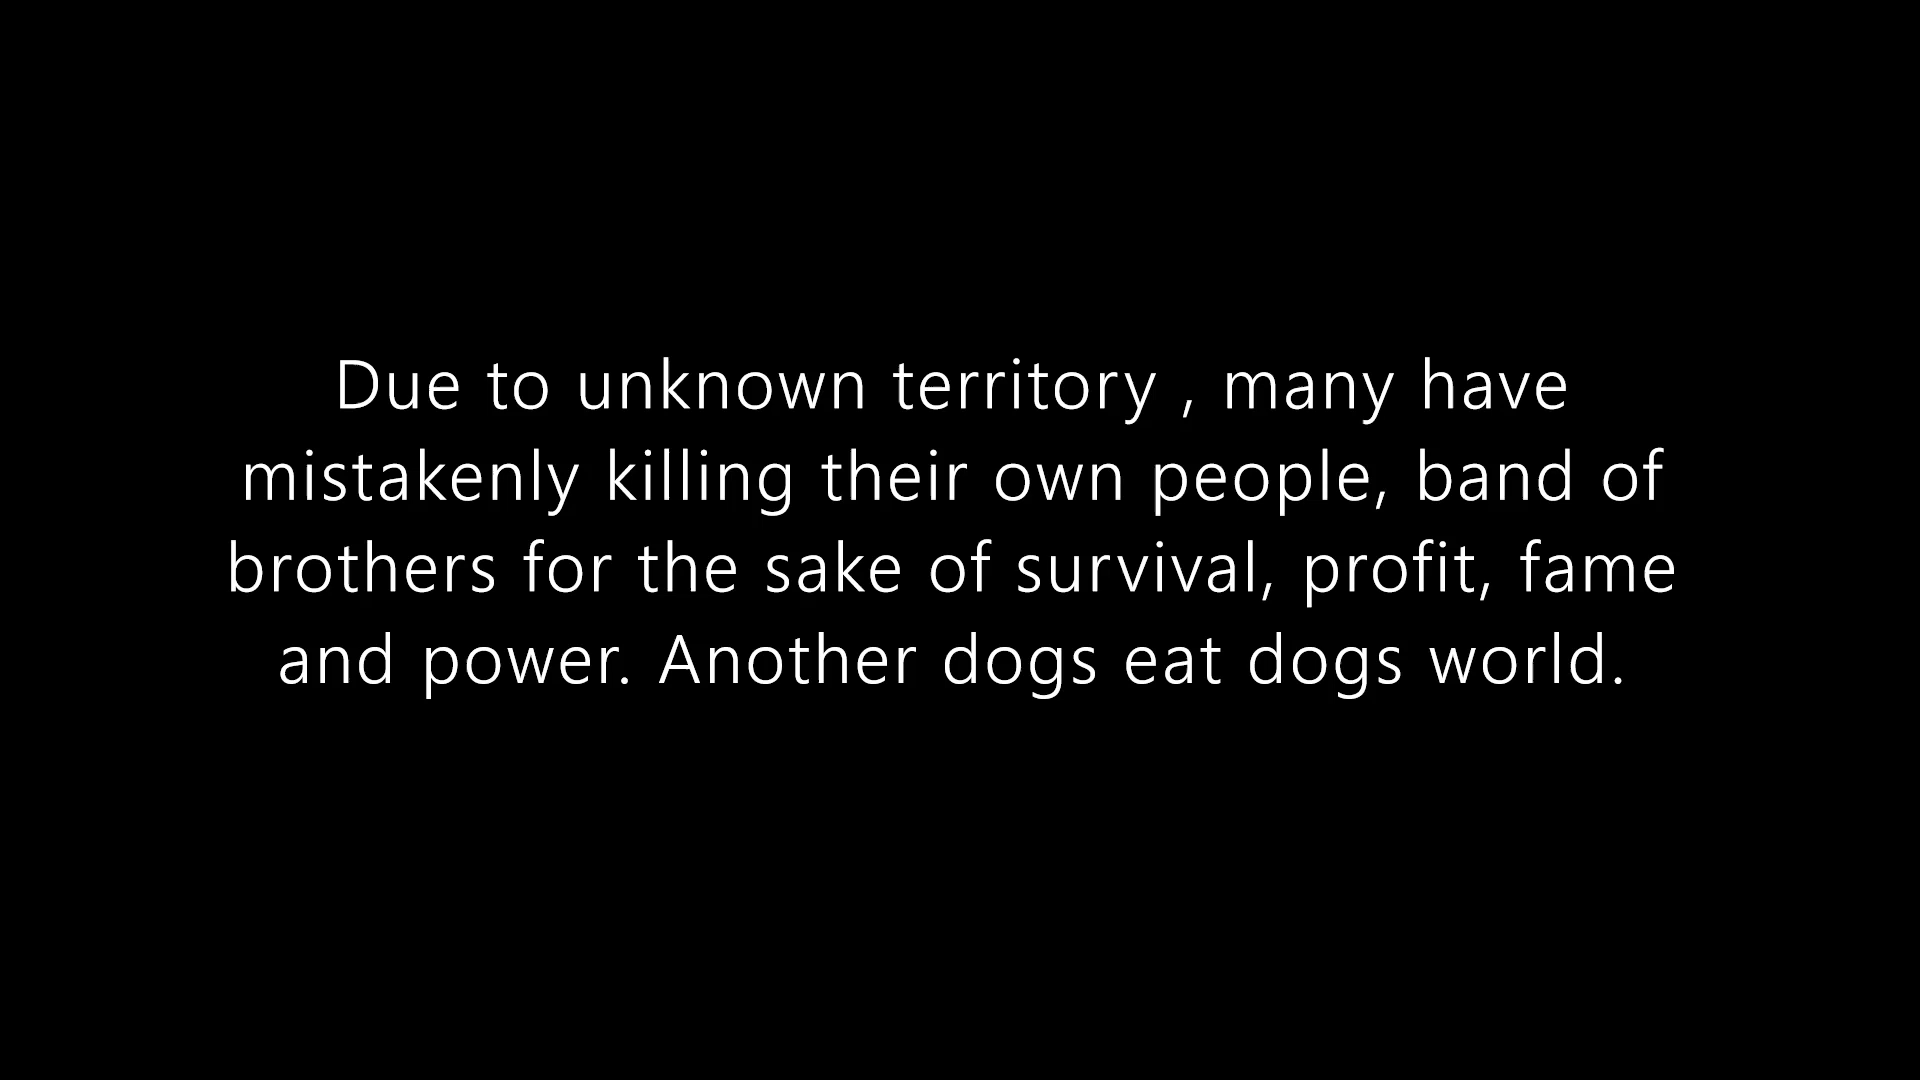 Due to unknown territory , many have
mistakenly killing their own people, band of
brothers for the sake of survival, profit, fame
and power. Another dogs eat dogs world.